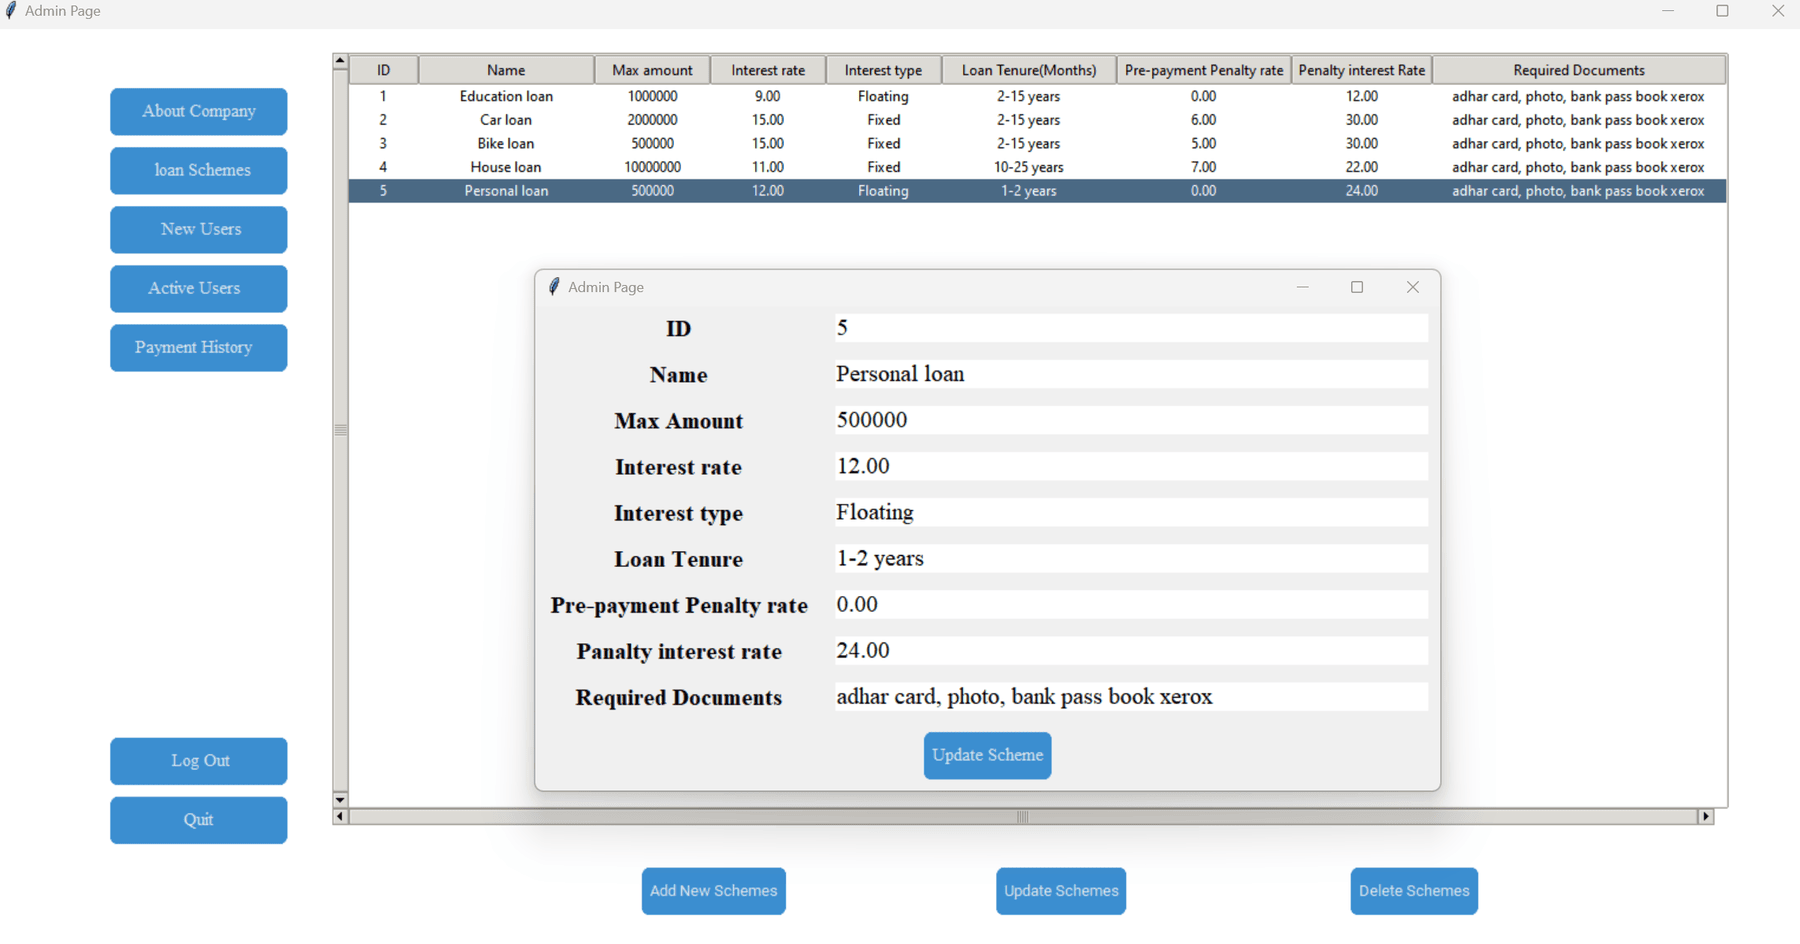 Admin Page
About Company
loan Schemes
New Users
Active Users
Payment History
Log Out
Quit
ID Name Max amount Interest rate Interest type Loan Tenure(Months) Pre-payment Penalty rate Penalty interest Rate Required Documents
1 Education loan 1000000 9.00 Floating 2-15 years 0.00 12.00 adhar card, photo, bank pass book xerox
2 Car loan 2000000 15.00 Fixed 2-15 years 6.00 30.00 adhar card, photo, bank pass book xerox
3 Bike loan 500000 15.00 Fixed 2-15 years 5.00 30.00 adhar card, photo, bank pass book xerox
4 House loan 10000000 11.00 Fixed 10-25 years 7.00 22.00 adhar card, photo, bank pass book xerox
5 Personal loan 500000 12.00 Floating 1-2 years 0.00 24.00 adhar card, photo, bank pass book xerox
Admin Page
ID 5
Name Personal loan
Max Amount 500000
Interest rate 12.00
Interest type Floating
Loan Tenure 1-2 years
Pre-payment Penalty rate 0.00
Panalty interest rate 24.00
Required Documents adhar card, photo, bank pass book xerox
Update Scheme
Add New Schemes Update Schemes Delete Schemes